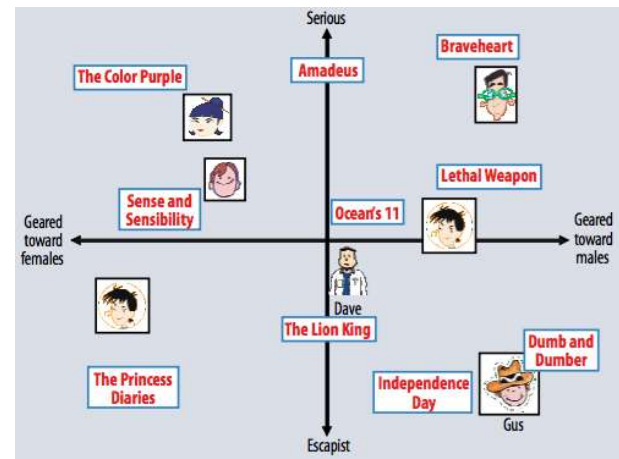 Serious
Braveheart
Amadeus
The Color Purple
Lethal Weapon
Sense and
Sensibility
Ocean's 11
Geared
toward
females
Geared
toward
males
Dave
The Lion King
Dumb and
Dumber
The Princess
Diaries
Independence
Day
Gus
Escapist